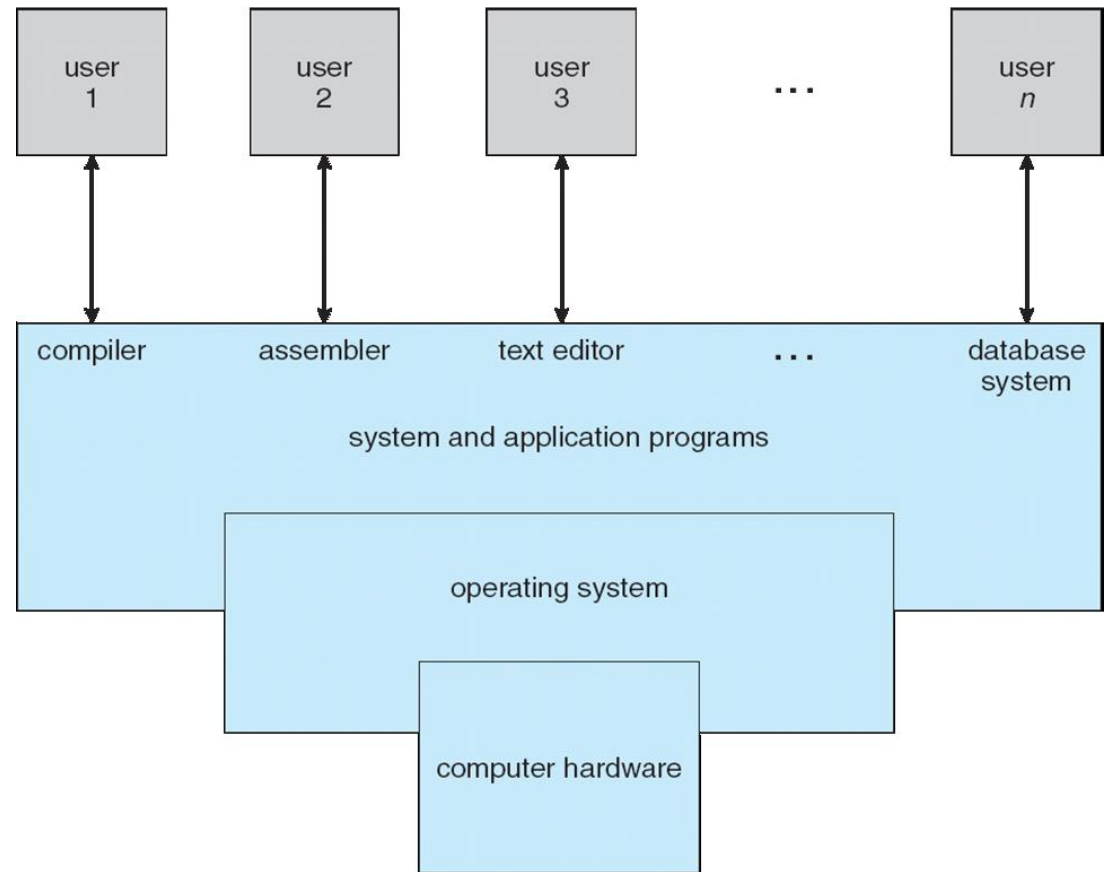 user
1
user
2
user
3
...
user
n
compiler
assembler
text editor
...
database
system
system and application programs
operating system
computer hardware